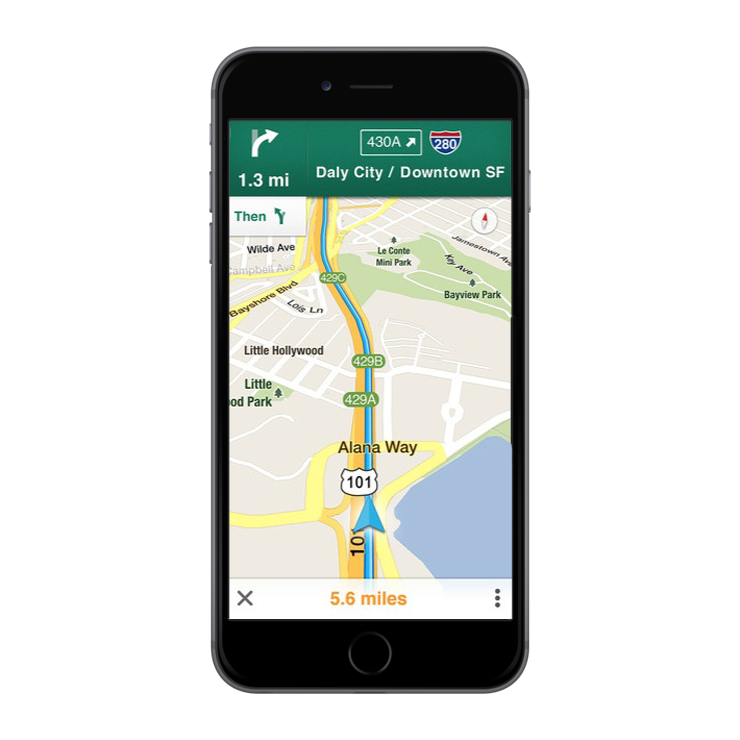 430A
280
1.3 mi
Daly City / Downtown SF
Then
Wilde Ave
Le Conte
Mini Park
Jamestown Av
Key Ave
Campbell Ave
429C
Bayview Park
Bayshore Blvd
Lois Ln
Little Hollywood
429B
Little
od Park
429A
Alana Way
101
101
5.6 miles